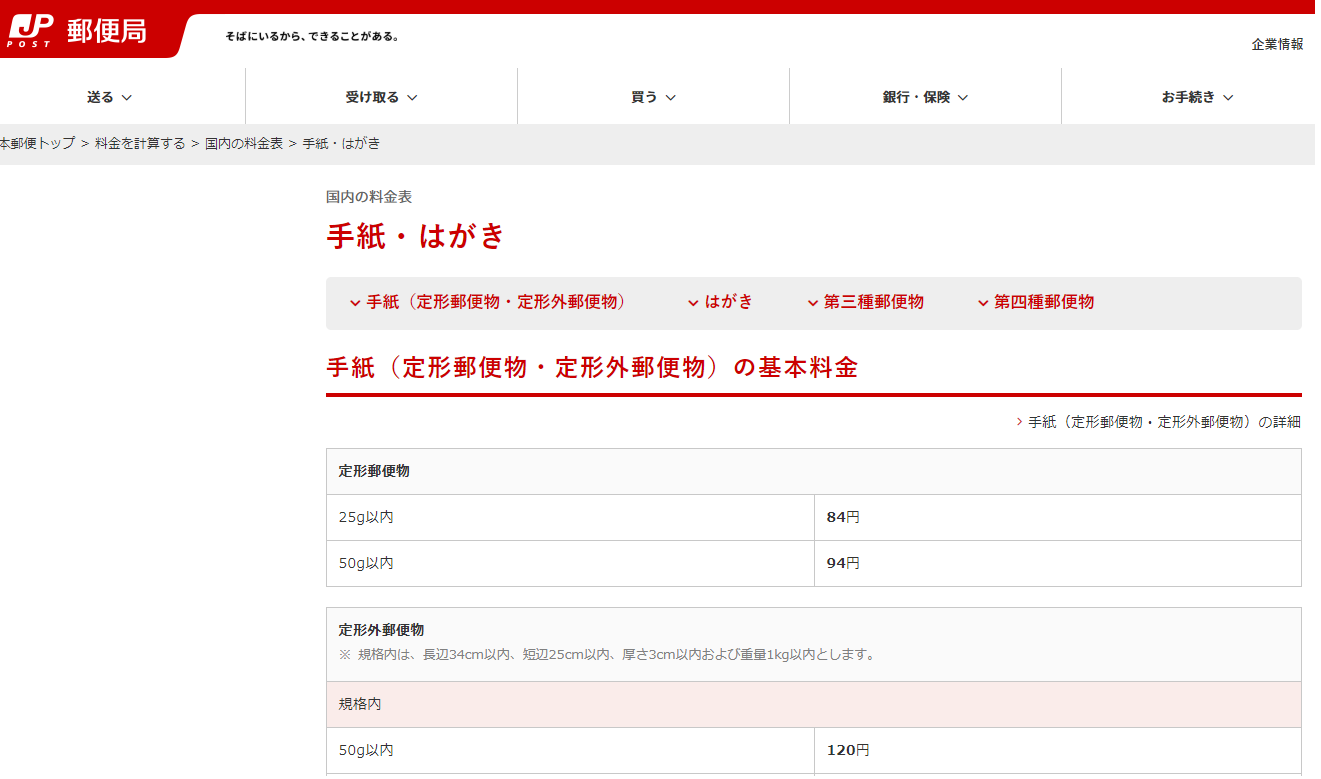 JP 郵便局
POST
そばにいるから、できることがある。
企業情報
送る 受け取る 買う 銀行・保険 お手続き
本郵便トップ > 料金を計算する > 国内の料金表 > 手紙・はがき
国内の料金表
手紙・はがき
手紙（定形郵便物・定形外郵便物） はがき 第三種郵便物 第四種郵便物
手紙（定形郵便物・定形外郵便物）の基本料金
手紙（定形郵便物・定形外郵便物）の詳細
定形郵便物
25g以内 84円
50g以内 94円
定形外郵便物
※ 規格内は、長辺34cm以内、短辺25cm以内、厚さ3cm以内および重量1kg以内とします。
規格内
50g以内 120円